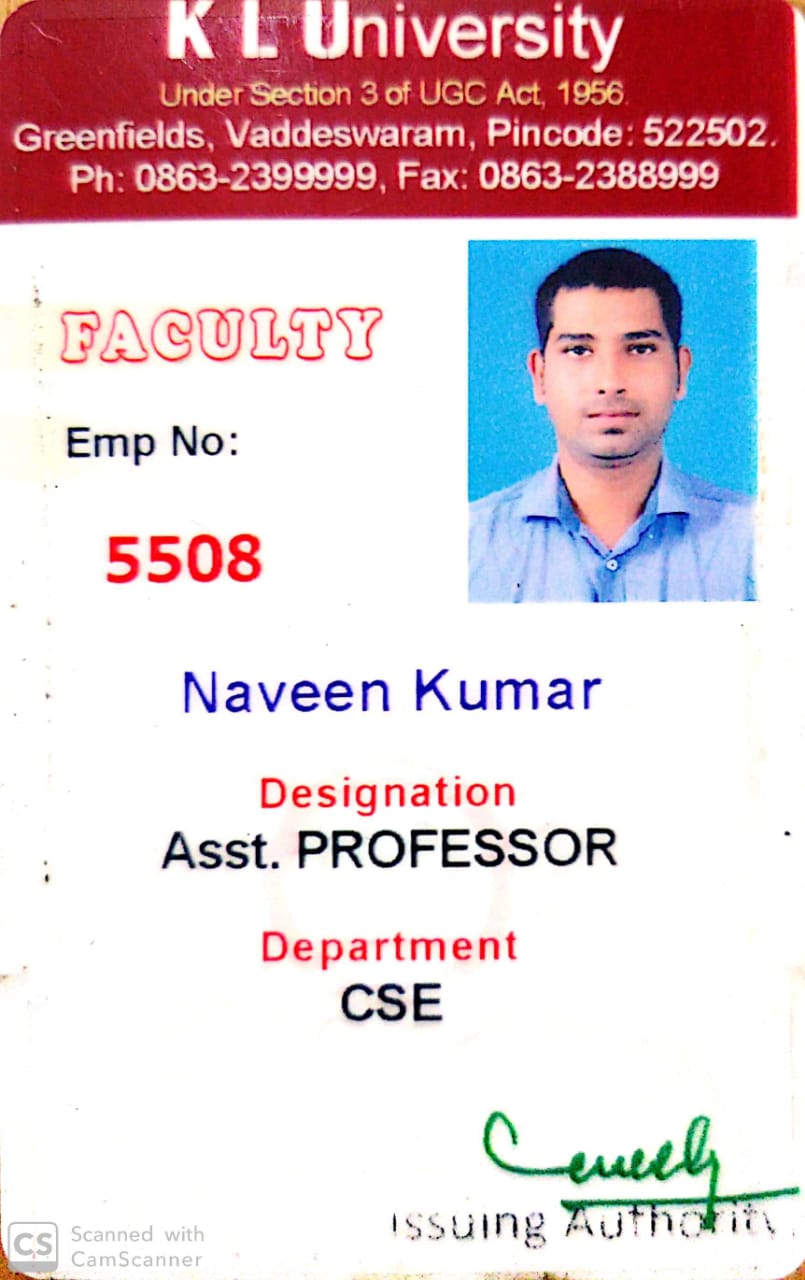 K L University
Under Section 3 of UGC Act, 1956.
Greenfields, Vaddeswaram, Pincode: 522502.
Ph: 0863-2399999, Fax: 0863-2388999
FACULTY
Emp No:
5508
Naveen Kumar
Designation
Asst. PROFESSOR
Department
CSE
Issuing Authority
CS Scanned with
CamScanner